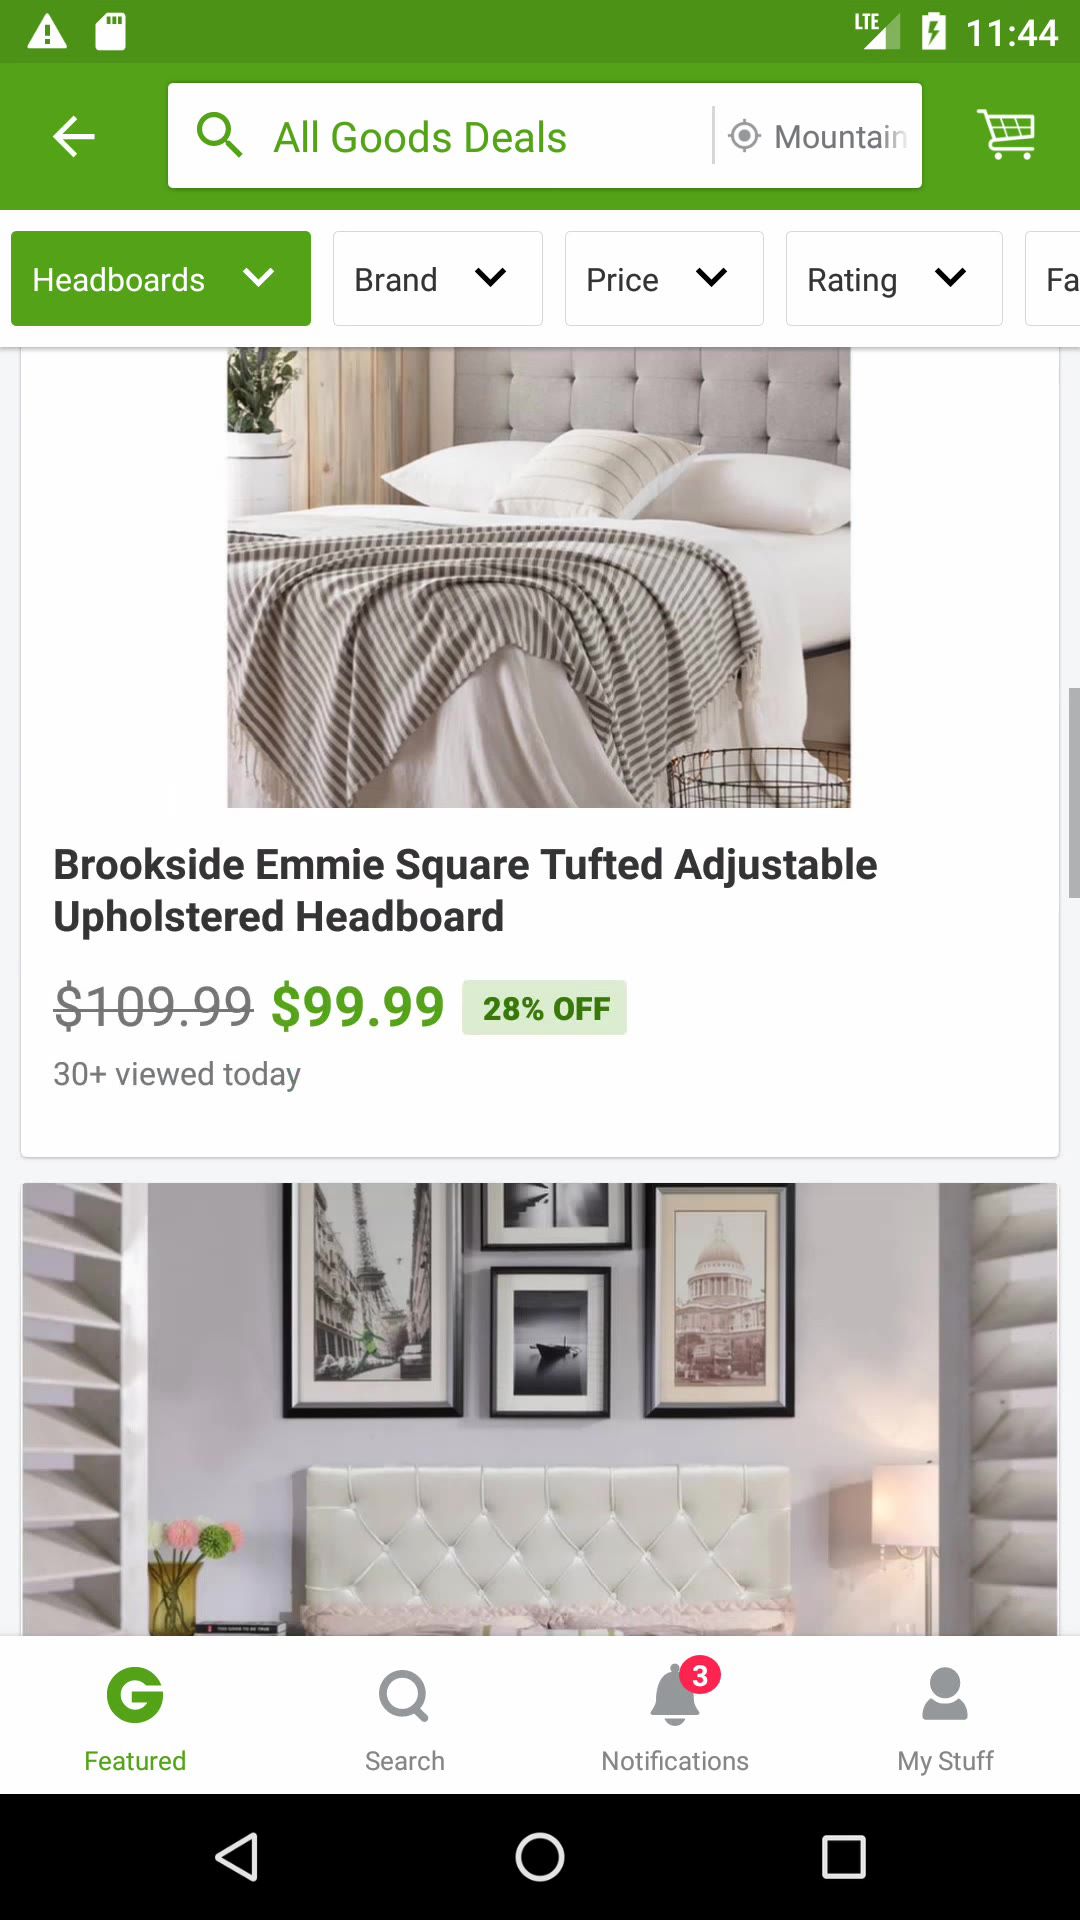 LTE 11:44
All Goods Deals Mountain
Headboards Brand Price Rating Fa
Brookside Emmie Square Tufted Adjustable
Upholstered Headboard
$109.99 $99.99 28% OFF
30+ viewed today
3
Featured Search Notifications My Stuff